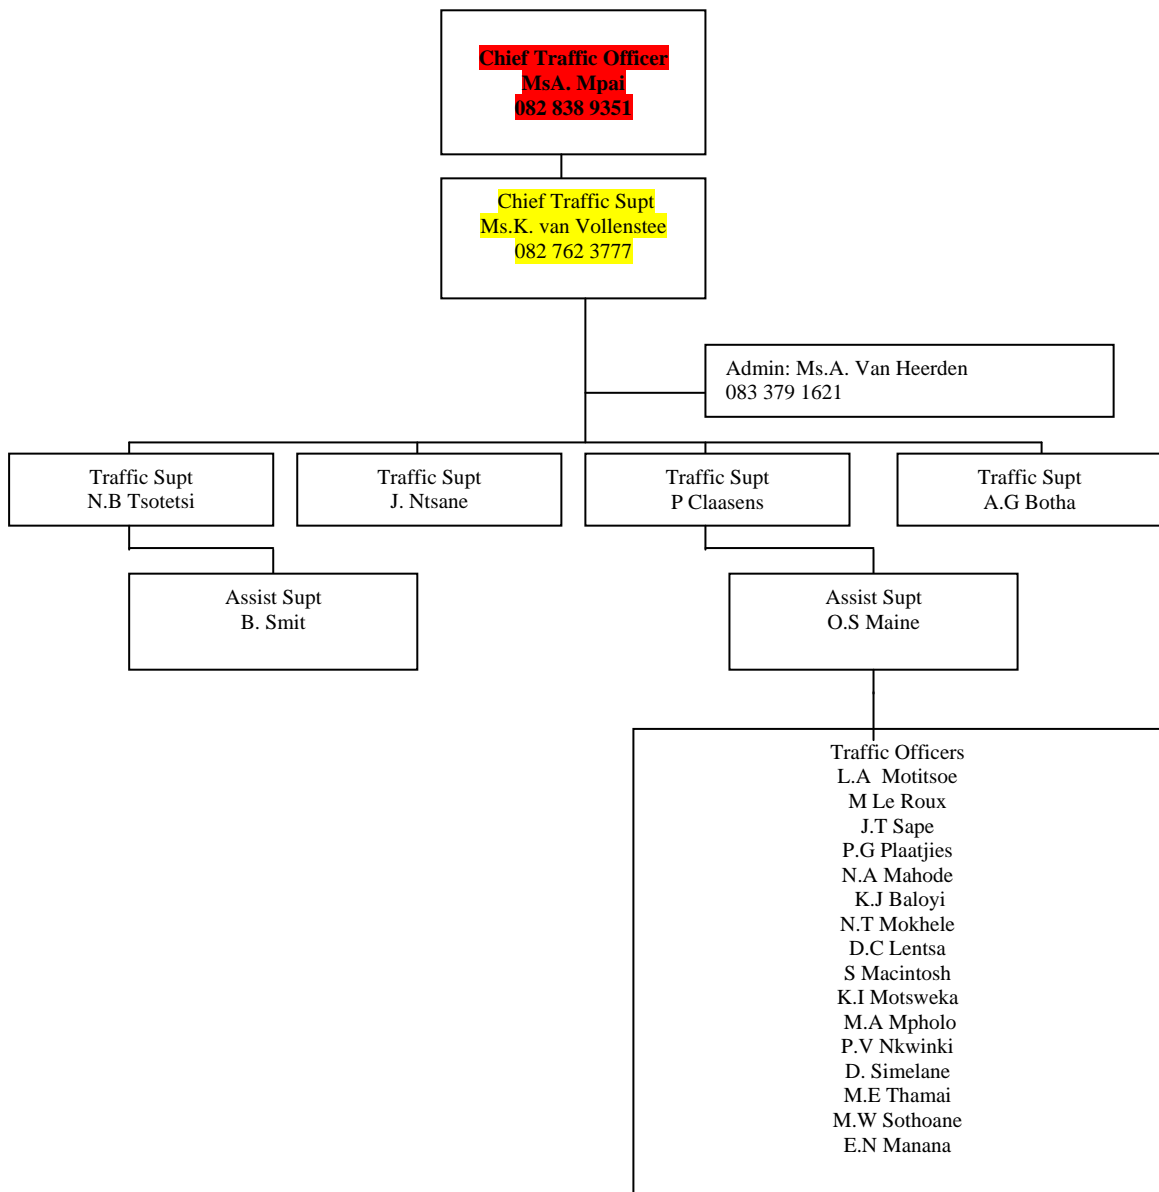 Chief Traffic Officer
MsA. Mpai
082 838 9351
Chief Traffic Supt
Ms.K. van Vollenstee
082 762 3777
Admin: Ms.A. Van Heerden
083 379 1621
Traffic Supt
N.B Tsotetsi
Traffic Supt
J. Ntsane
Traffic Supt
P Claasens
Traffic Supt
A.G Botha
Assist Supt
B. Smit
Assist Supt
O.S Maine
Traffic Officers
L.A  Motitsoe
M Le Roux
J.T Sape
P.G Plaatjies
N.A Mahode
K.J Baloyi
N.T Mokhele
D.C Lentsa
S Macintosh
K.I Motsweka
M.A Mpholo
P.V Nkwinki
D. Simelane
M.E Thamai
M.W Sothoane
E.N Manana